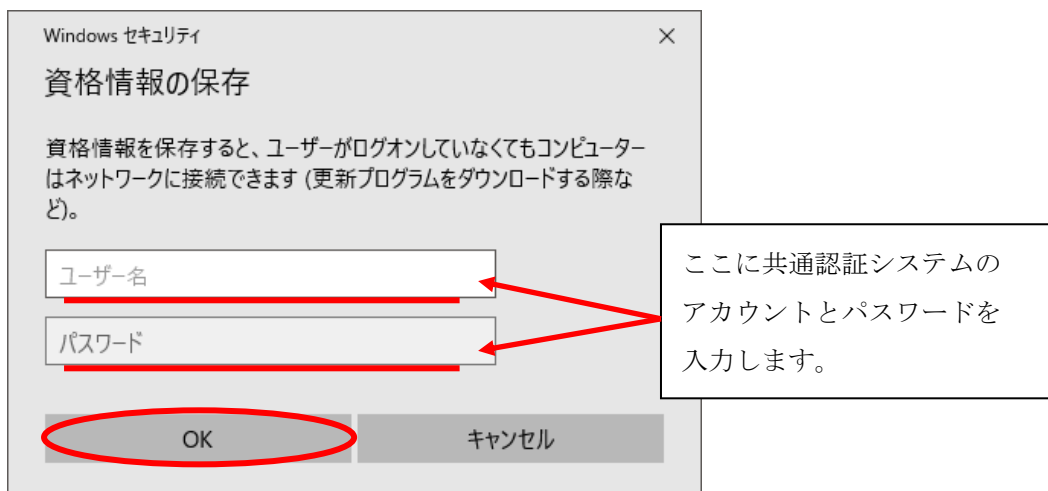 Windows セキュリティ
資格情報の保存
資格情報を保存すると、ユーザーがログオンしていなくてもコンピューター
はネットワークに接続できます (更新プログラムをダウンロードする際な
ど)。
ユーザー名
パスワード
OK
キャンセル
ここに共通認証システムの
アカウントとパスワードを
入力します。